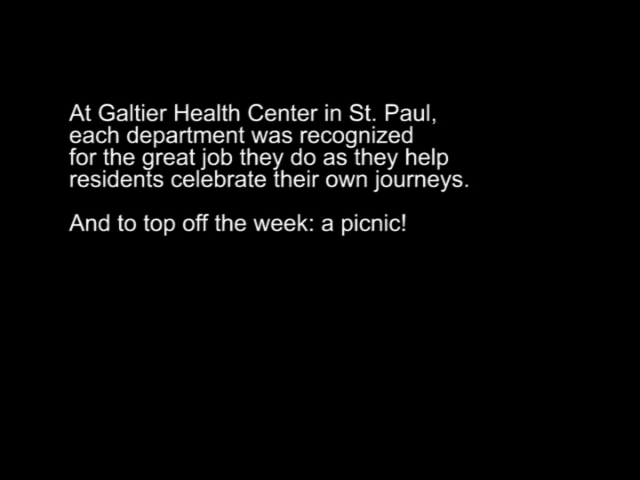 At Galtier Health Center in St. Paul,
each department was recognized
for the great job they do as they help
residents celebrate their own journeys.
And to top off the week: a picnic!